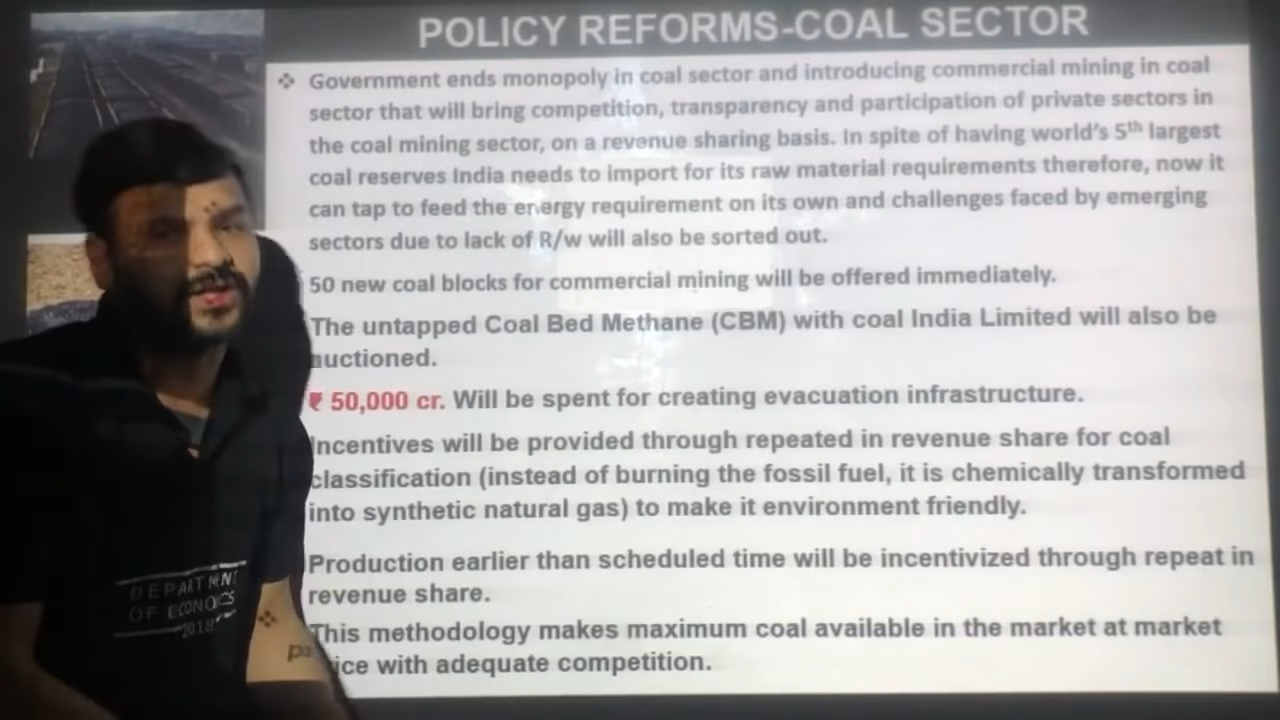 POLICY REFORMS-COAL SECTOR
❖ Government ends monopoly in coal sector and introducing commercial mining in coal
sector that will bring competition, transparency and participation of private sectors in
the coal mining sector, on a revenue sharing basis. In spite of having world's 5th largest
coal reserves India needs to import for its raw material requirements therefore, now it
can tap to feed the energy requirement on its own and challenges faced by emerging
sectors due to lack of R/w will also be sorted out.
50 new coal blocks for commercial mining will be offered immediately.
The untapped Coal Bed Methane (CBM) with coal India Limited will also be
auctioned.
₹ 50,000 cr. Will be spent for creating evacuation infrastructure.
Incentives will be provided through repeated in revenue share for coal
classification (instead of burning the fossil fuel, it is chemically transformed
into synthetic natural gas) to make it environment friendly.
Production earlier than scheduled time will be incentivized through repeat in
revenue share.
❖ This methodology makes maximum coal available in the market at market
price with adequate competition.
DEPARTMENT
OF ECONOMICS
2018